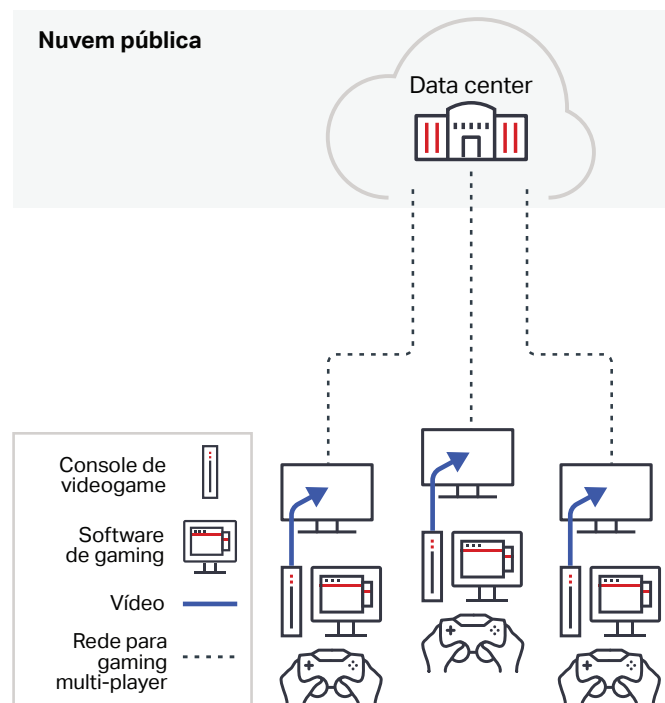 Nuvem pública
Data center
Console de
videogame
Software
de gaming
Vídeo
Rede para
gaming
multi-player